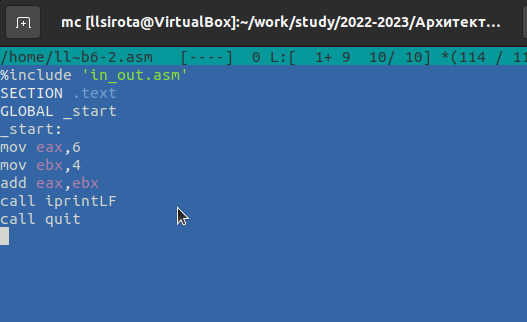 mc [llsirota@VirtualBox]:~/work/study/2022-2023/Архитект...
/home/ll~b6-2.asm [----] 0 L:[ 1+ 9 10/ 10] *(114 / 11
%include 'in_out.asm'
SECTION .text
GLOBAL _start
_start:
mov eax,6
mov ebx,4
add eax,ebx
call iprintLF
call quit